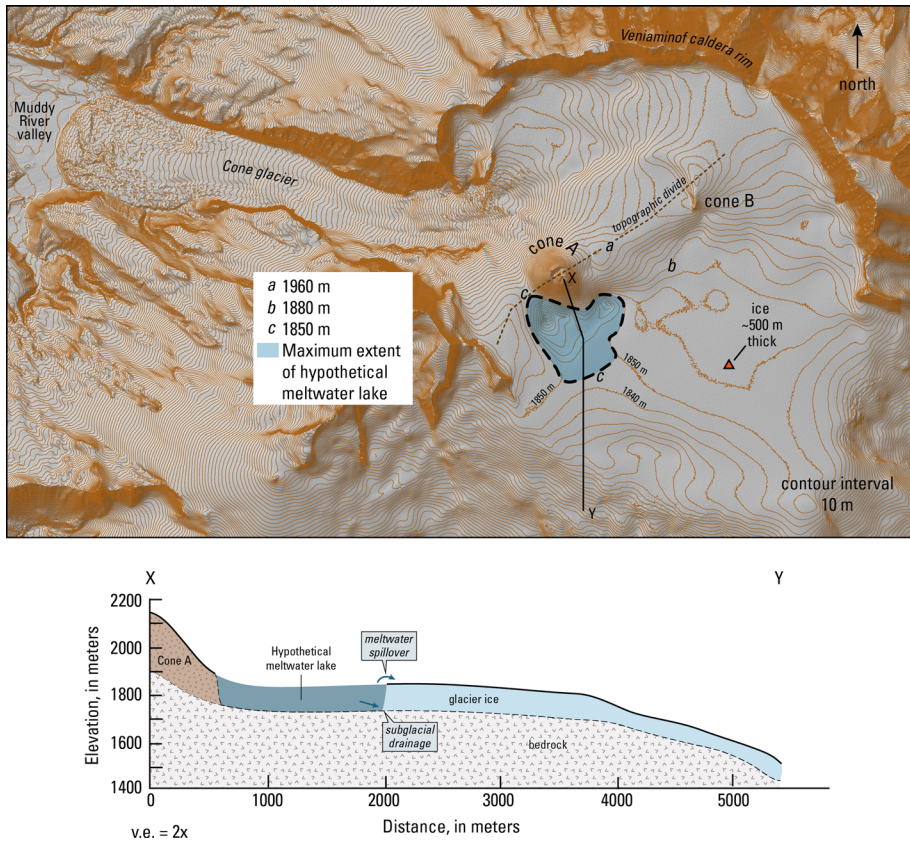 Veniaminof caldera rim
north
Muddy
River
valley
Cone glacier
topographic divide
cone B
cone A
a
b
X
c
a 1960 m
b 1880 m
c 1850 m
Maximum extent
of hypothetical
meltwater lake
ice
~500 m
thick
1850 m
1850 m
c
1840 m
contour interval
10 m
Y
X
Y
2200
2000
1800
1600
1400
Elevation, in meters
Cone A
Hypothetical
meltwater lake
meltwater
spillover
glacier ice
subglacial
drainage
bedrock
0
1000
2000
3000
4000
5000
Distance, in meters
v.e. = 2x